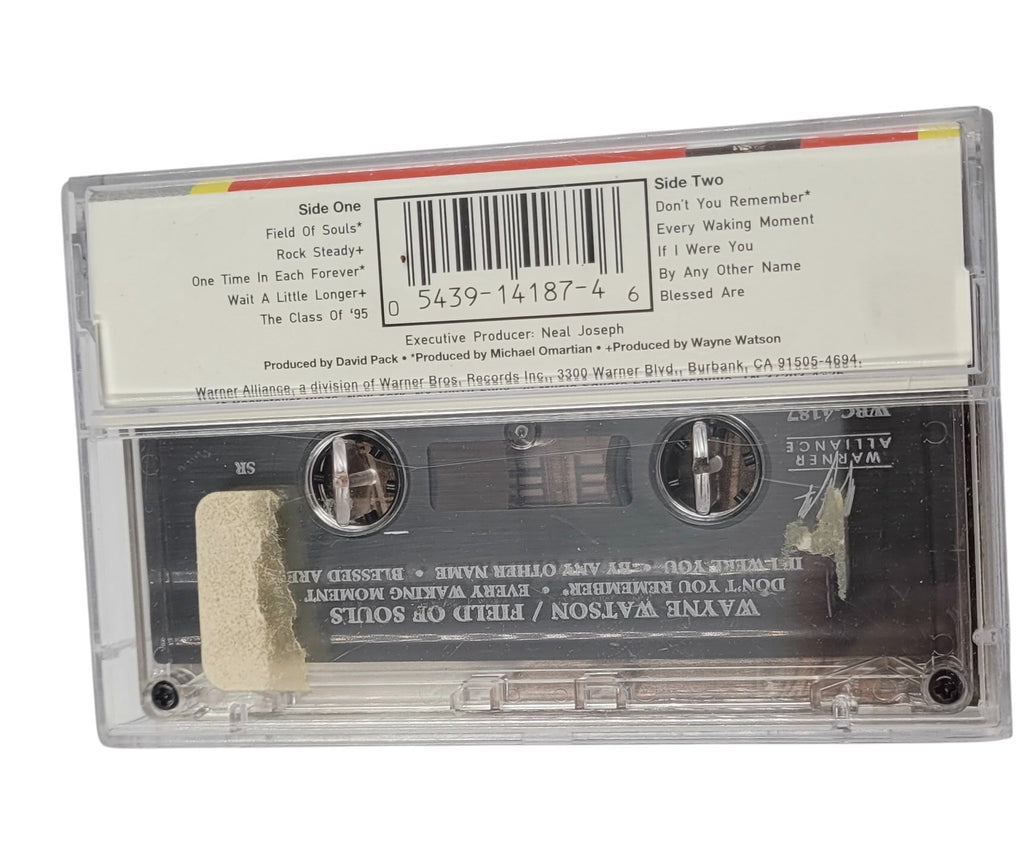 Side One
Field Of Souls*
Rock Steady+
One Time In Each Forever*
Wait A Little Longer+
The Class Of '95
0 5439-14187-4 6
Side Two
Don't You Remember*
Every Waking Moment
If I Were You
By Any Other Name
Blessed Are
Executive Producer: Neal Joseph
Produced by David Pack • *Produced by Michael Omartian • +Produced by Wayne Watson
Warner Alliance, a division of Warner Bros. Records Inc., 3300 Warner Blvd., Burbank, CA 91505-4694.
WAYNE WATSON / FIELD OF SOULS
DON'T YOU REMEMBER* • EVERY WAKING MOMENT
IF I WERE YOU • BY ANY OTHER NAME • BLESSED ARE
SR
WARNER
ALLIANCE
WBC 4187